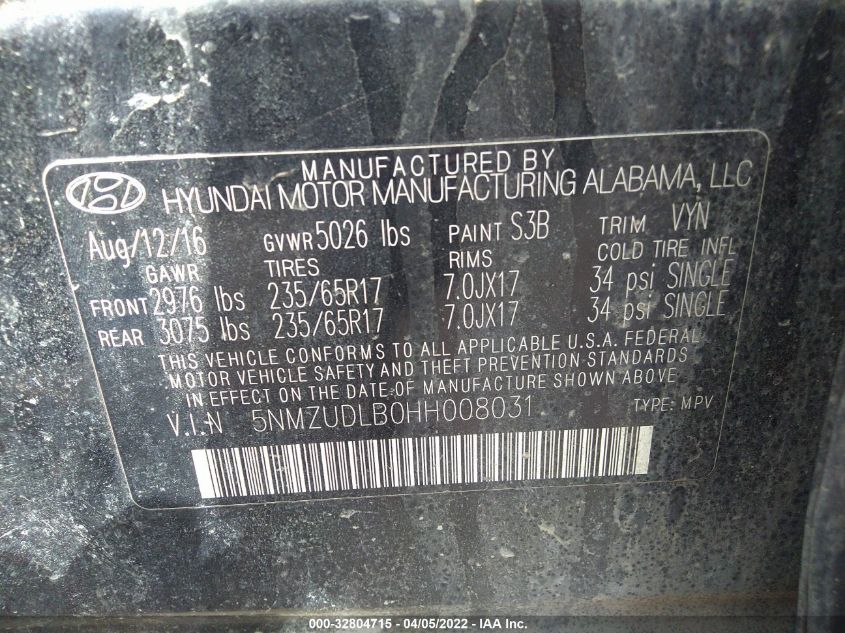 MANUFACTURED BY
HYUNDAI MOTOR MANUFACTURING ALABAMA, LLC
Aug/12/16 GVWR 5026 lbs PAINT S3B TRIM VYN
GAWR TIRES RIMS COLD TIRE INFL
FRONT 2976 lbs 235/65R17 7.0JX17 34 psi SINGLE
REAR 3075 lbs 235/65R17 7.0JX17 34 psi SINGLE
THIS VEHICLE CONFORMS TO ALL APPLICABLE U.S.A. FEDERAL
MOTOR VEHICLE SAFETY AND THEFT PREVENTION STANDARDS
IN EFFECT ON THE DATE OF MANUFACTURE SHOWN ABOVE
V.I.N 5NMZUDLB0HH008031 TYPE: MPV
000-32804715 - 04/05/2022 - IAA Inc.